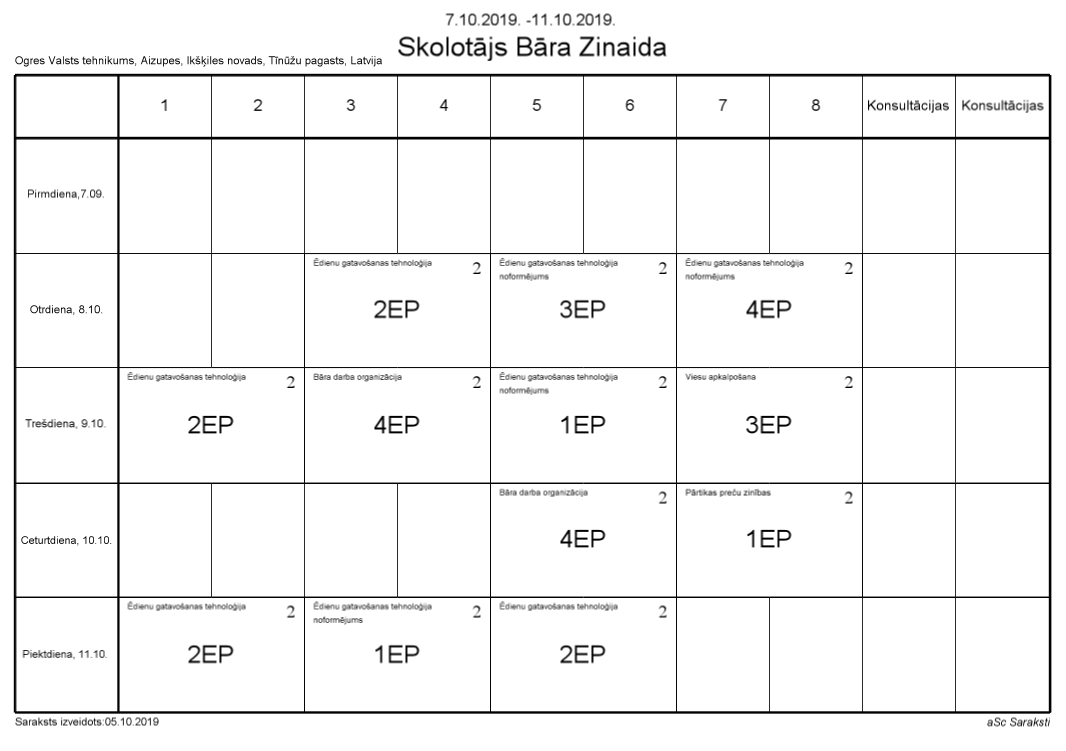 7.10.2019. -11.10.2019.
Skolotājs Bāra Zinaida
Ogres Valsts tehnikums, Aizupes, Ikšķiles novads, Tīnūžu pagasts, Latvija
1 2 3 4 5 6 7 8 Konsultācijas Konsultācijas
Pirmdiena,7.09.
Otrdiena, 8.10.
Ēdienu gatavošanas tehnoloģija
2
2EP
Ēdienu gatavošanas tehnoloģija
noformējums
2
3EP
Ēdienu gatavošanas tehnoloģija
noformējums
2
4EP
Trešdiena, 9.10.
Ēdienu gatavošanas tehnoloģija
2
2EP
Bāra darba organizācija
2
4EP
Ēdienu gatavošanas tehnoloģija
noformējums
2
1EP
Viesu apkalpošana
2
3EP
Ceturtdiena, 10.10.
Bāra darba organizācija
2
4EP
Pārtikas preču zinības
2
1EP
Piektdiena, 11.10.
Ēdienu gatavošanas tehnoloģija
2
2EP
Ēdienu gatavošanas tehnoloģija
noformējums
2
1EP
Ēdienu gatavošanas tehnoloģija
2
2EP
Saraksts izveidots:05.10.2019
aSc Saraksti